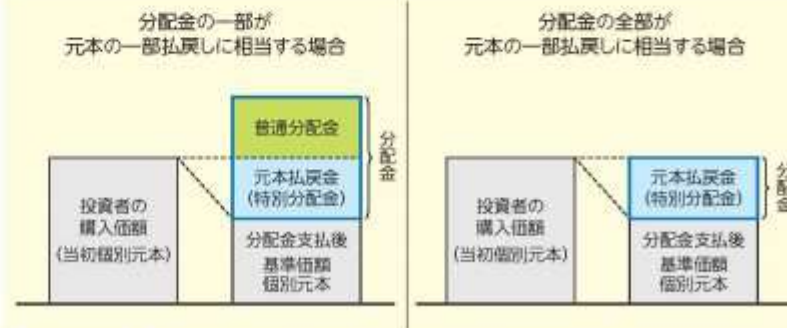 分配金の一部が
元本の一部払戻しに相当する場合
普通分配金
元本払戻金
(特別分配金)
分配金
投資者の
購入価額
(当初個別元本)
分配金支払後
基準価額
個別元本
分配金の全部が
元本の一部払戻しに相当する場合
元本払戻金
(特別分配金)
分配金
投資者の
購入価額
(当初個別元本)
分配金支払後
基準価額
個別元本